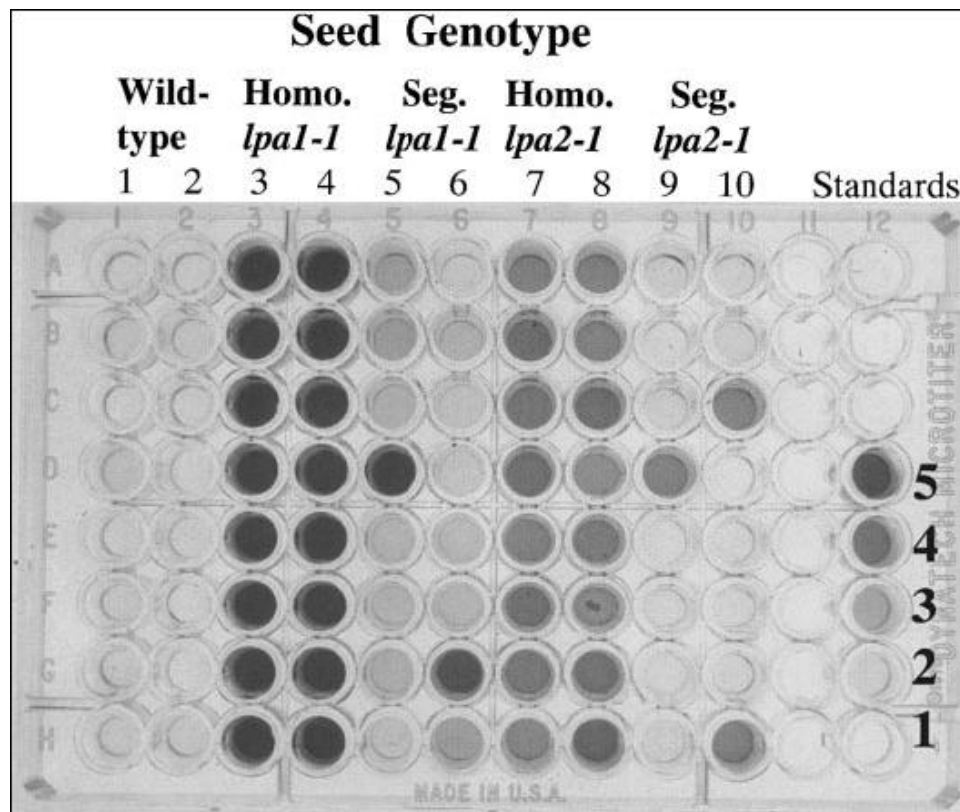 Seed Genotype
Wild- Homo. Seg. Homo. Seg.
type lpa1-1 lpa1-1 lpa2-1 lpa2-1
1 2 3 4 5 6 7 8 9 10 Standards
1 2 3 4 5 6 7 8 9 10 11 12
A
B
C
D
5
E
4
F
3
G
2
H
1
MADE IN U.S.A.
DYNATECH MICROTITER